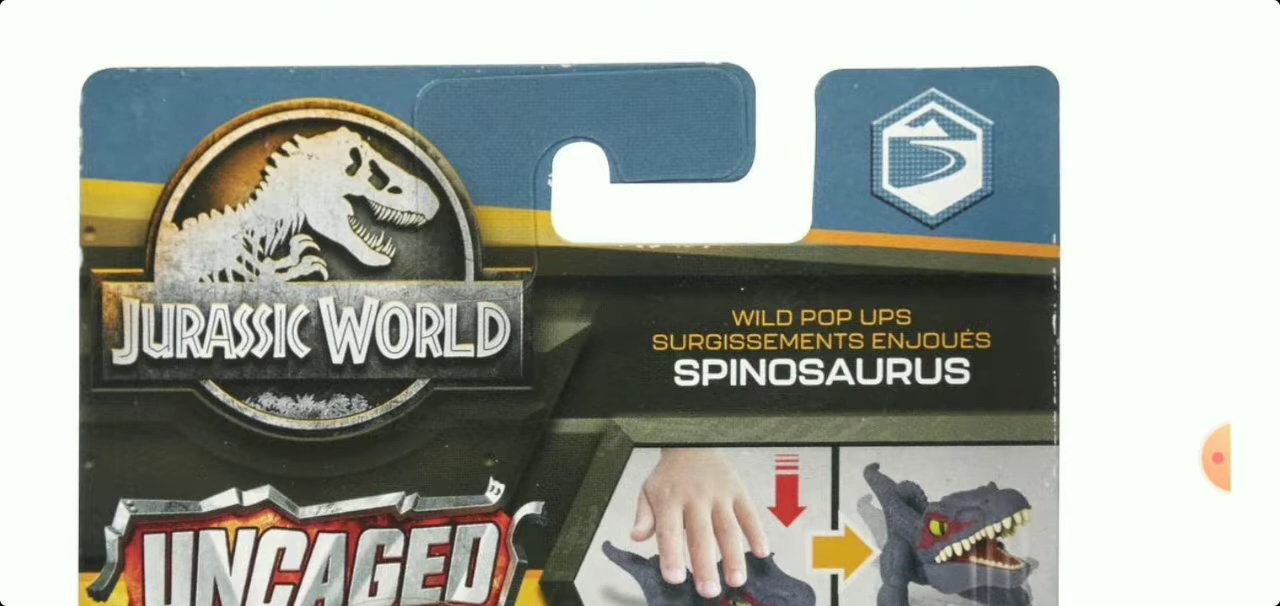 JURASSIC WORLD
WILD POP UPS
SURGISSEMENTS ENJOUÉS
SPINOSAURUS
UNCAGED